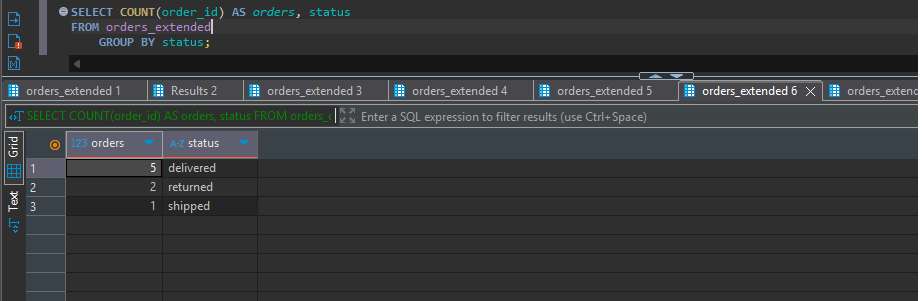 SELECT COUNT(order_id) AS orders, status
FROM orders_extended
GROUP BY status;
orders_extended 1 Results 2 orders_extended 3 orders_extended 4 orders_extended 5 orders_extended 6 orders_exten
SELECT COUNT(order_id) AS orders, status FROM orders_ Enter a SQL expression to filter results (use Ctrl+Space)
Grid
Text
123 orders A-Z status
1 5 delivered
2 2 returned
3 1 shipped